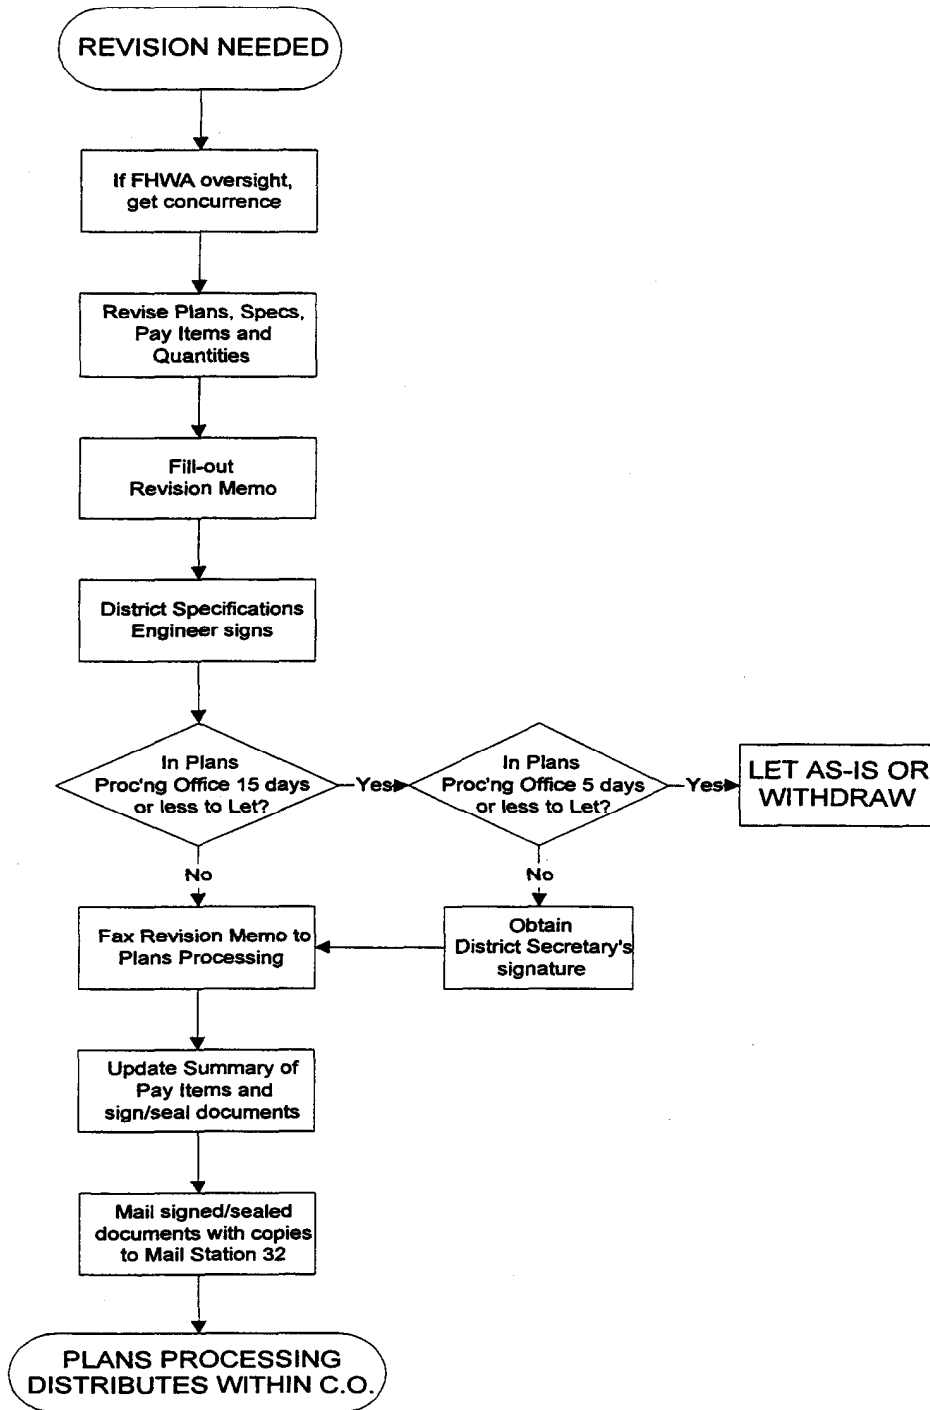 REVISION NEEDED
If FHWA oversight,
get concurrence
Revise Plans, Specs,
Pay Items and
Quantities
Fill-out
Revision Memo
District Specifications
Engineer signs
In Plans
Proc'ng Office 15 days
or less to Let?
Yes
In Plans
Proc'ng Office 5 days
or less to Let?
Yes
LET AS-IS OR
WITHDRAW
No
No
Fax Revision Memo to
Plans Processing
Obtain
District Secretary's
signature
Update Summary of
Pay Items and
sign/seal documents
Mail signed/sealed
documents with copies
to Mail Station 32
PLANS PROCESSING
DISTRIBUTES WITHIN C.O.